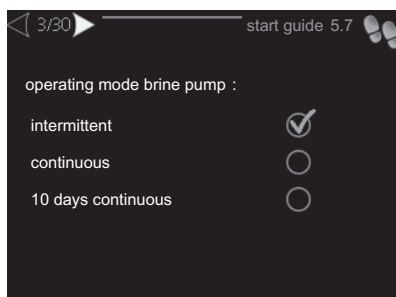 3/30 start guide 5.7
operating mode brine pump :
intermittent
continuous
10 days continuous